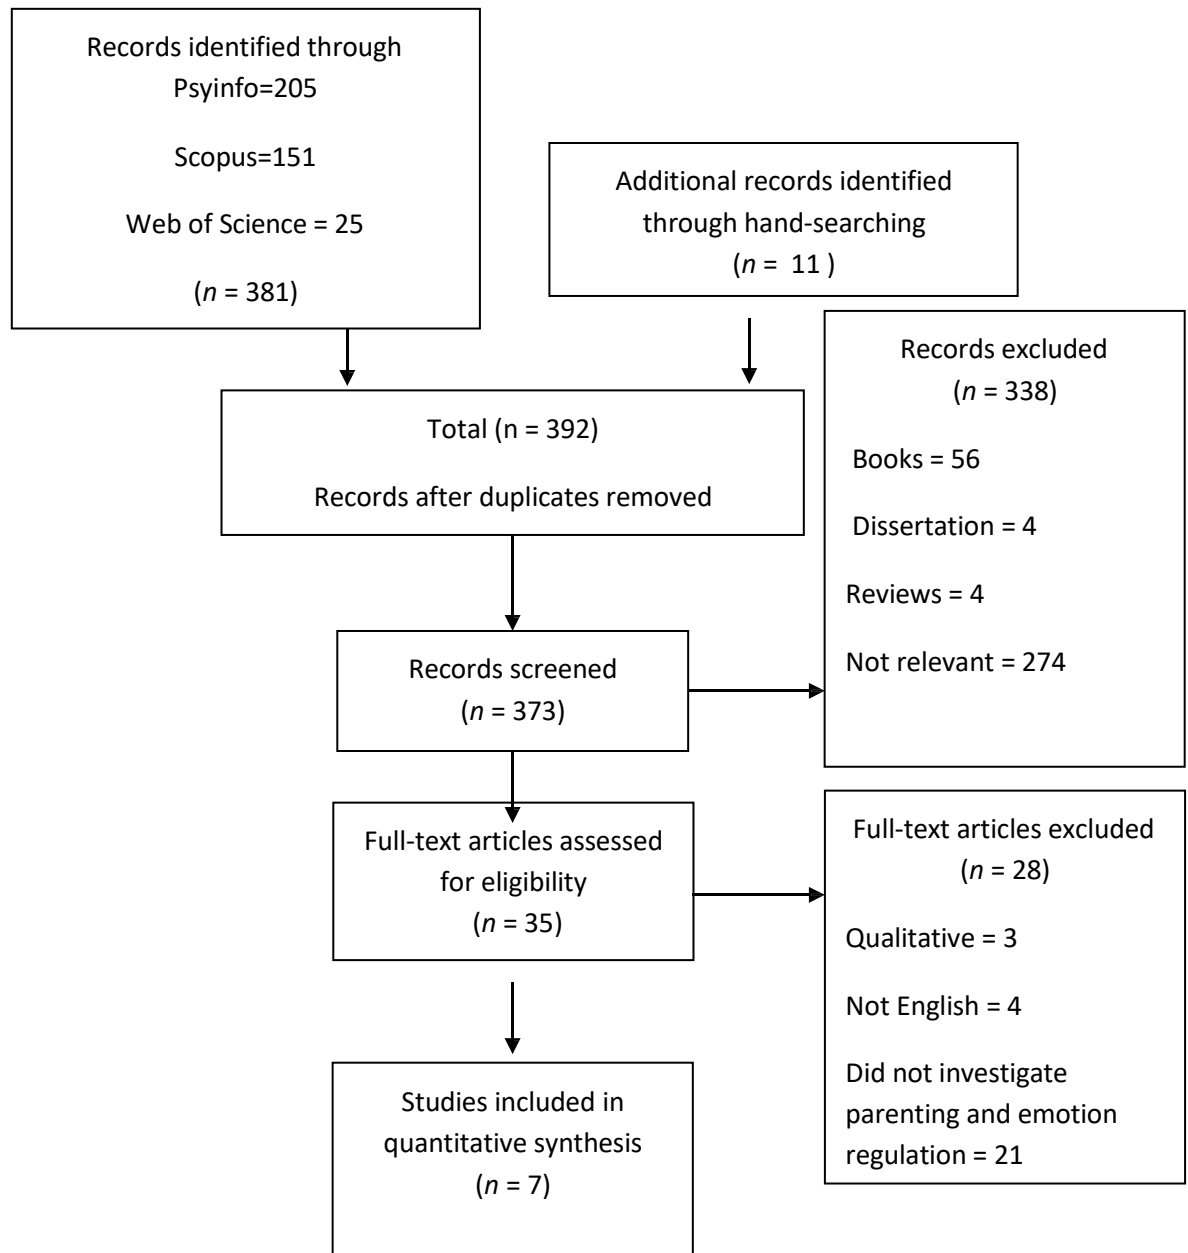 Records identified through
Psyinfo=205
Scopus=151
Web of Science = 25
(n = 381)
Additional records identified
through hand-searching
(n = 11 )
Total (n = 392)
Records after duplicates removed
Records excluded
(n = 338)
Books = 56
Dissertation = 4
Reviews = 4
Not relevant = 274
Records screened
(n = 373)
Full-text articles assessed
for eligibility
(n = 35)
Full-text articles excluded
(n = 28)
Qualitative = 3
Not English = 4
Did not investigate
parenting and emotion
regulation = 21
Studies included in
quantitative synthesis
(n = 7)